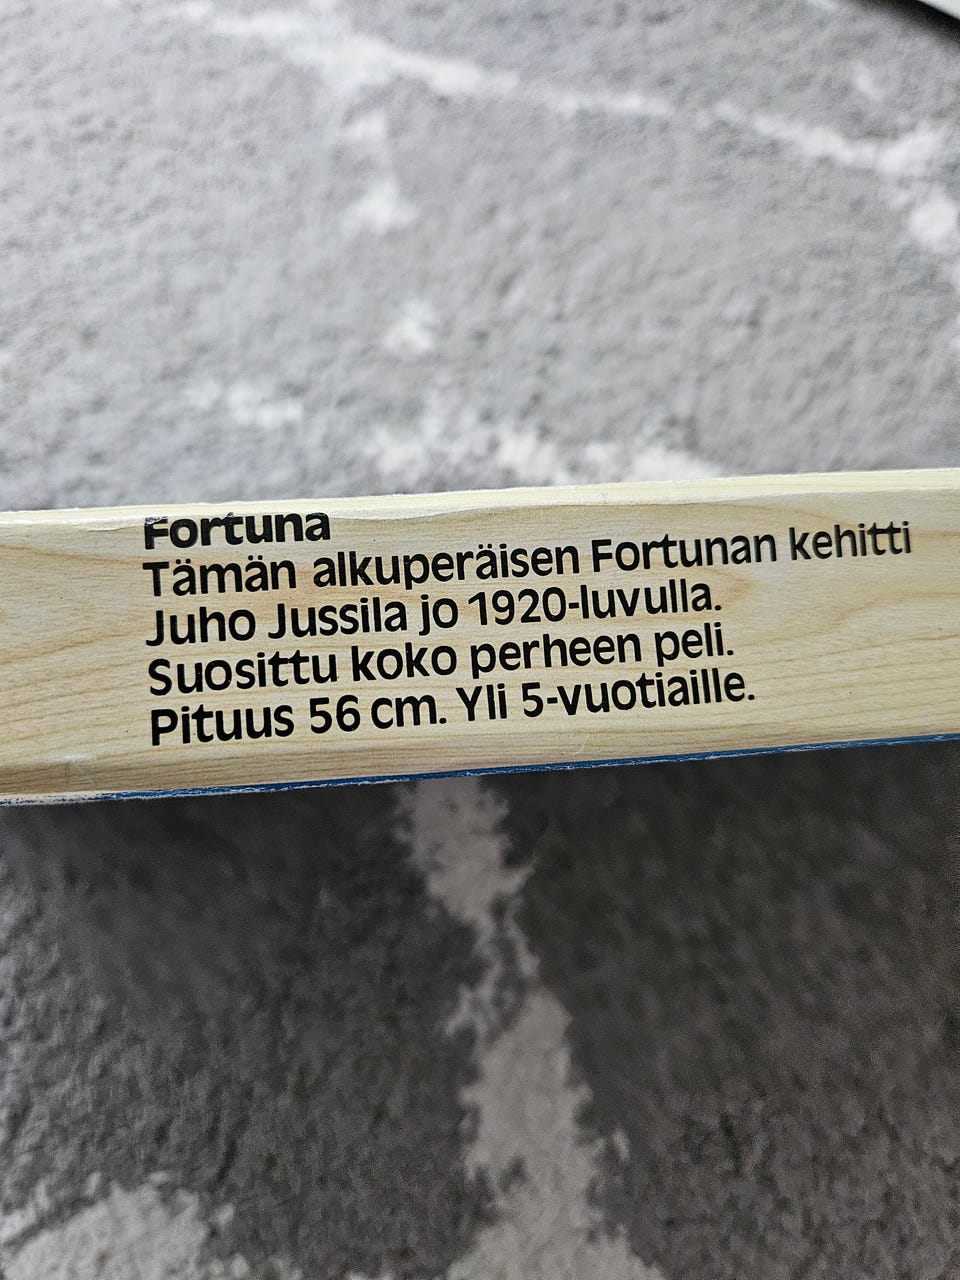 Fortuna
Tämän alkuperäisen Fortunan kehitti
Juho Jussila jo 1920-luvulla.
Suosittu koko perheen peli.
Pituus 56 cm. Yli 5-vuotiaille.